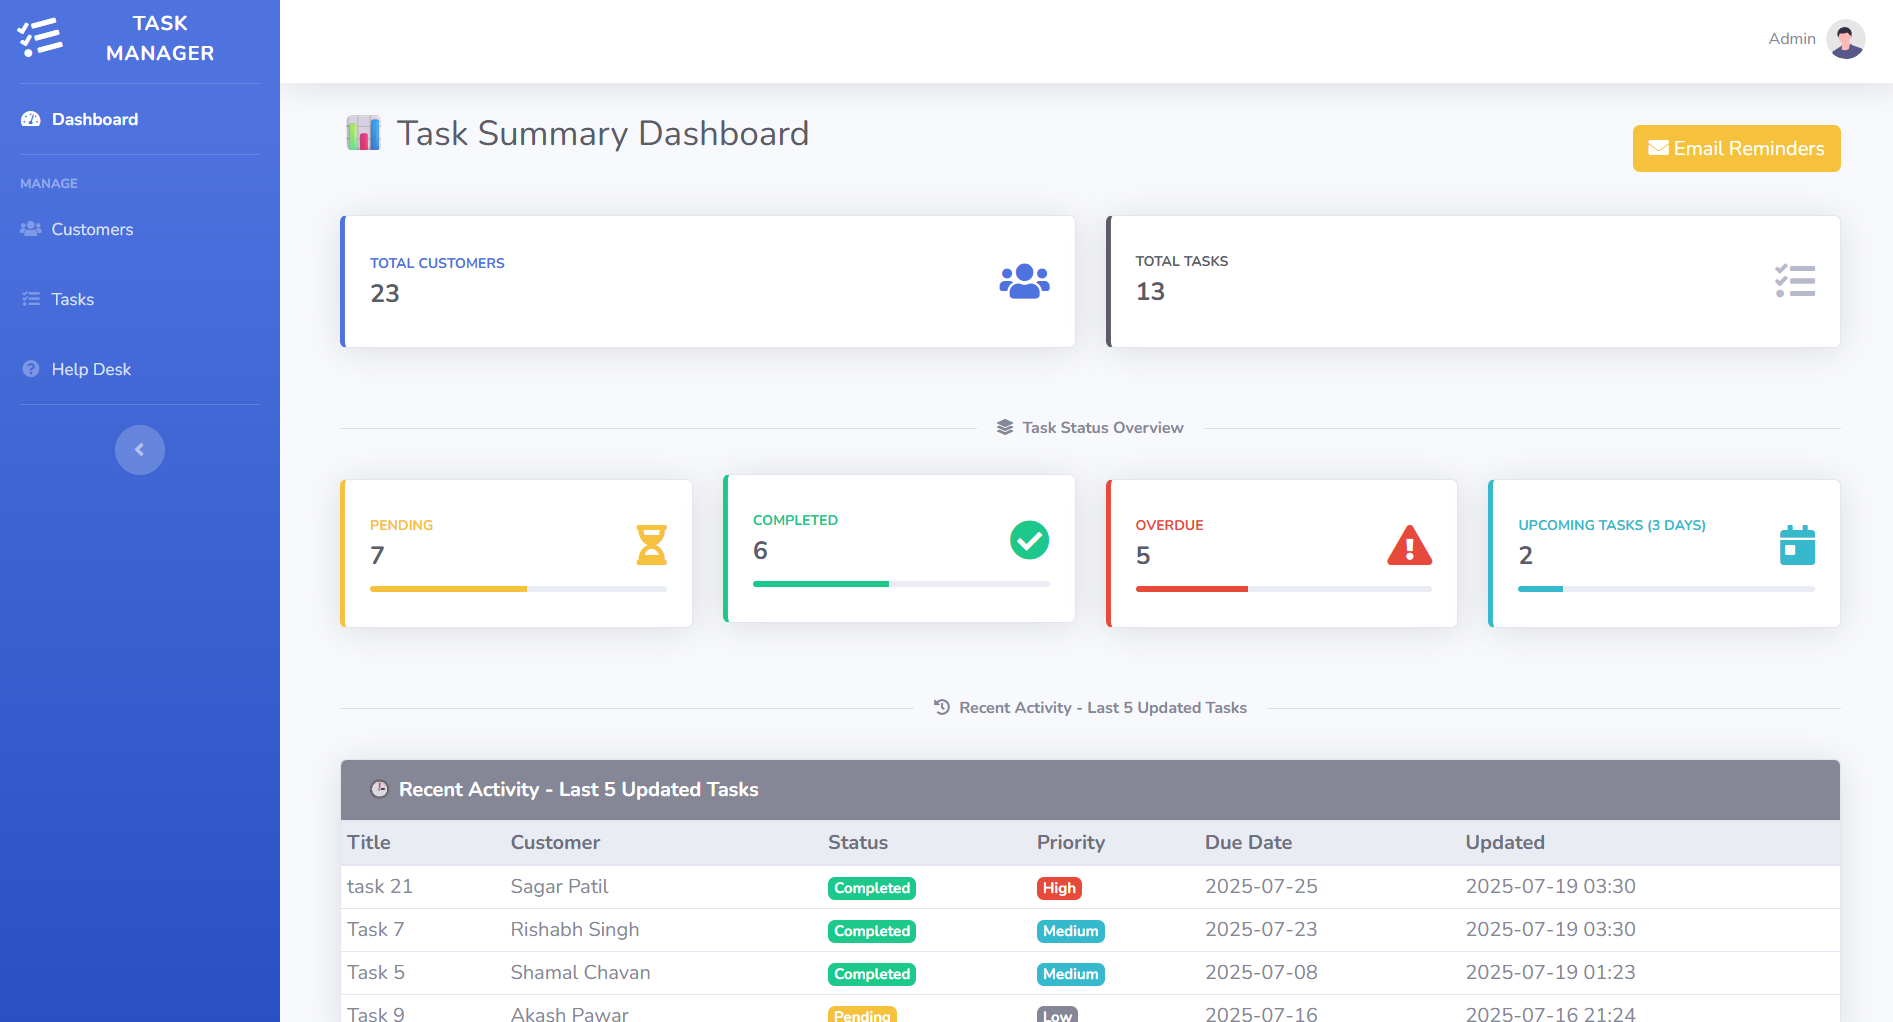 TASK
MANAGER
Admin
Dashboard
MANAGE
Customers
Tasks
Help Desk
Task Summary Dashboard
Email Reminders
TOTAL CUSTOMERS
23
TOTAL TASKS
13
Task Status Overview
PENDING
7
COMPLETED
6
OVERDUE
5
UPCOMING TASKS (3 DAYS)
2
Recent Activity - Last 5 Updated Tasks
Recent Activity - Last 5 Updated Tasks
Title Customer Status Priority Due Date Updated
task 21 Sagar Patil Completed High 2025-07-25 2025-07-19 03:30
Task 7 Rishabh Singh Completed Medium 2025-07-23 2025-07-19 03:30
Task 5 Shamal Chavan Completed Medium 2025-07-08 2025-07-19 01:23
Task 9 Akash Pawar Pending Low 2025-07-16 2025-07-16 21:24